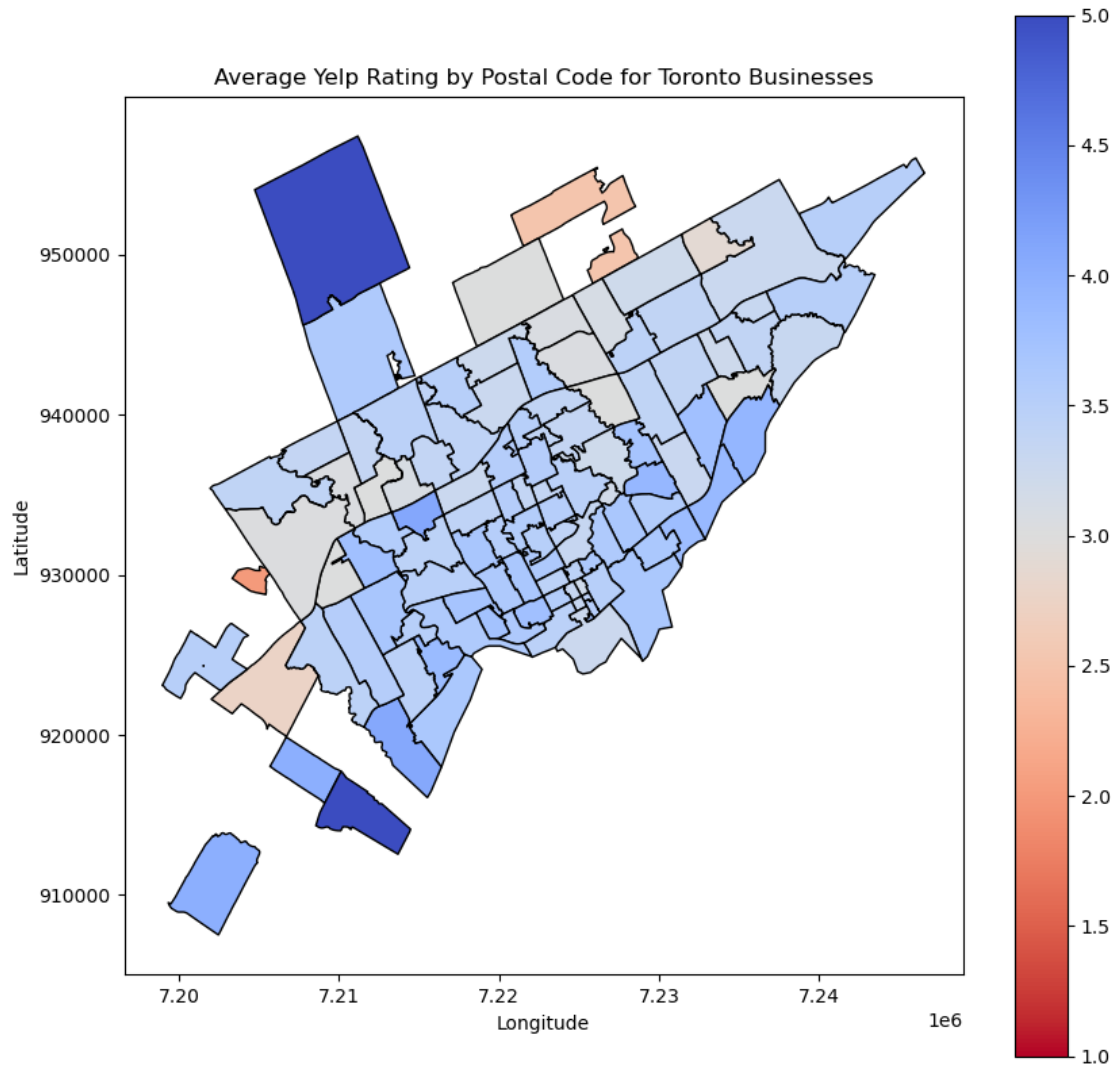 Average Yelp Rating by Postal Code for Toronto Businesses
Latitude
950000
940000
930000
920000
910000
7.20 7.21 7.22 7.23 7.24
1e6
Longitude
5.0
4.5
4.0
3.5
3.0
2.5
2.0
1.5
1.0